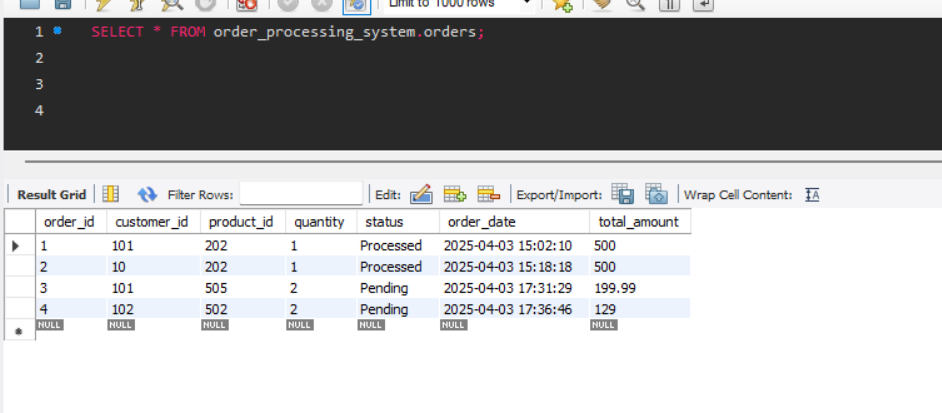 Limit to 1000 rows
1 SELECT * FROM order_processing_system.orders;
2
3
4
Result Grid Filter Rows: Edit: Export/Import: Wrap Cell Content:
order_id customer_id product_id quantity status order_date total_amount
1 101 202 1 Processed 2025-04-03 15:02:10 500
2 10 202 1 Processed 2025-04-03 15:18:18 500
3 101 505 2 Pending 2025-04-03 17:31:29 199.99
4 102 502 2 Pending 2025-04-03 17:36:46 129
NULL NULL NULL NULL NULL NULL NULL